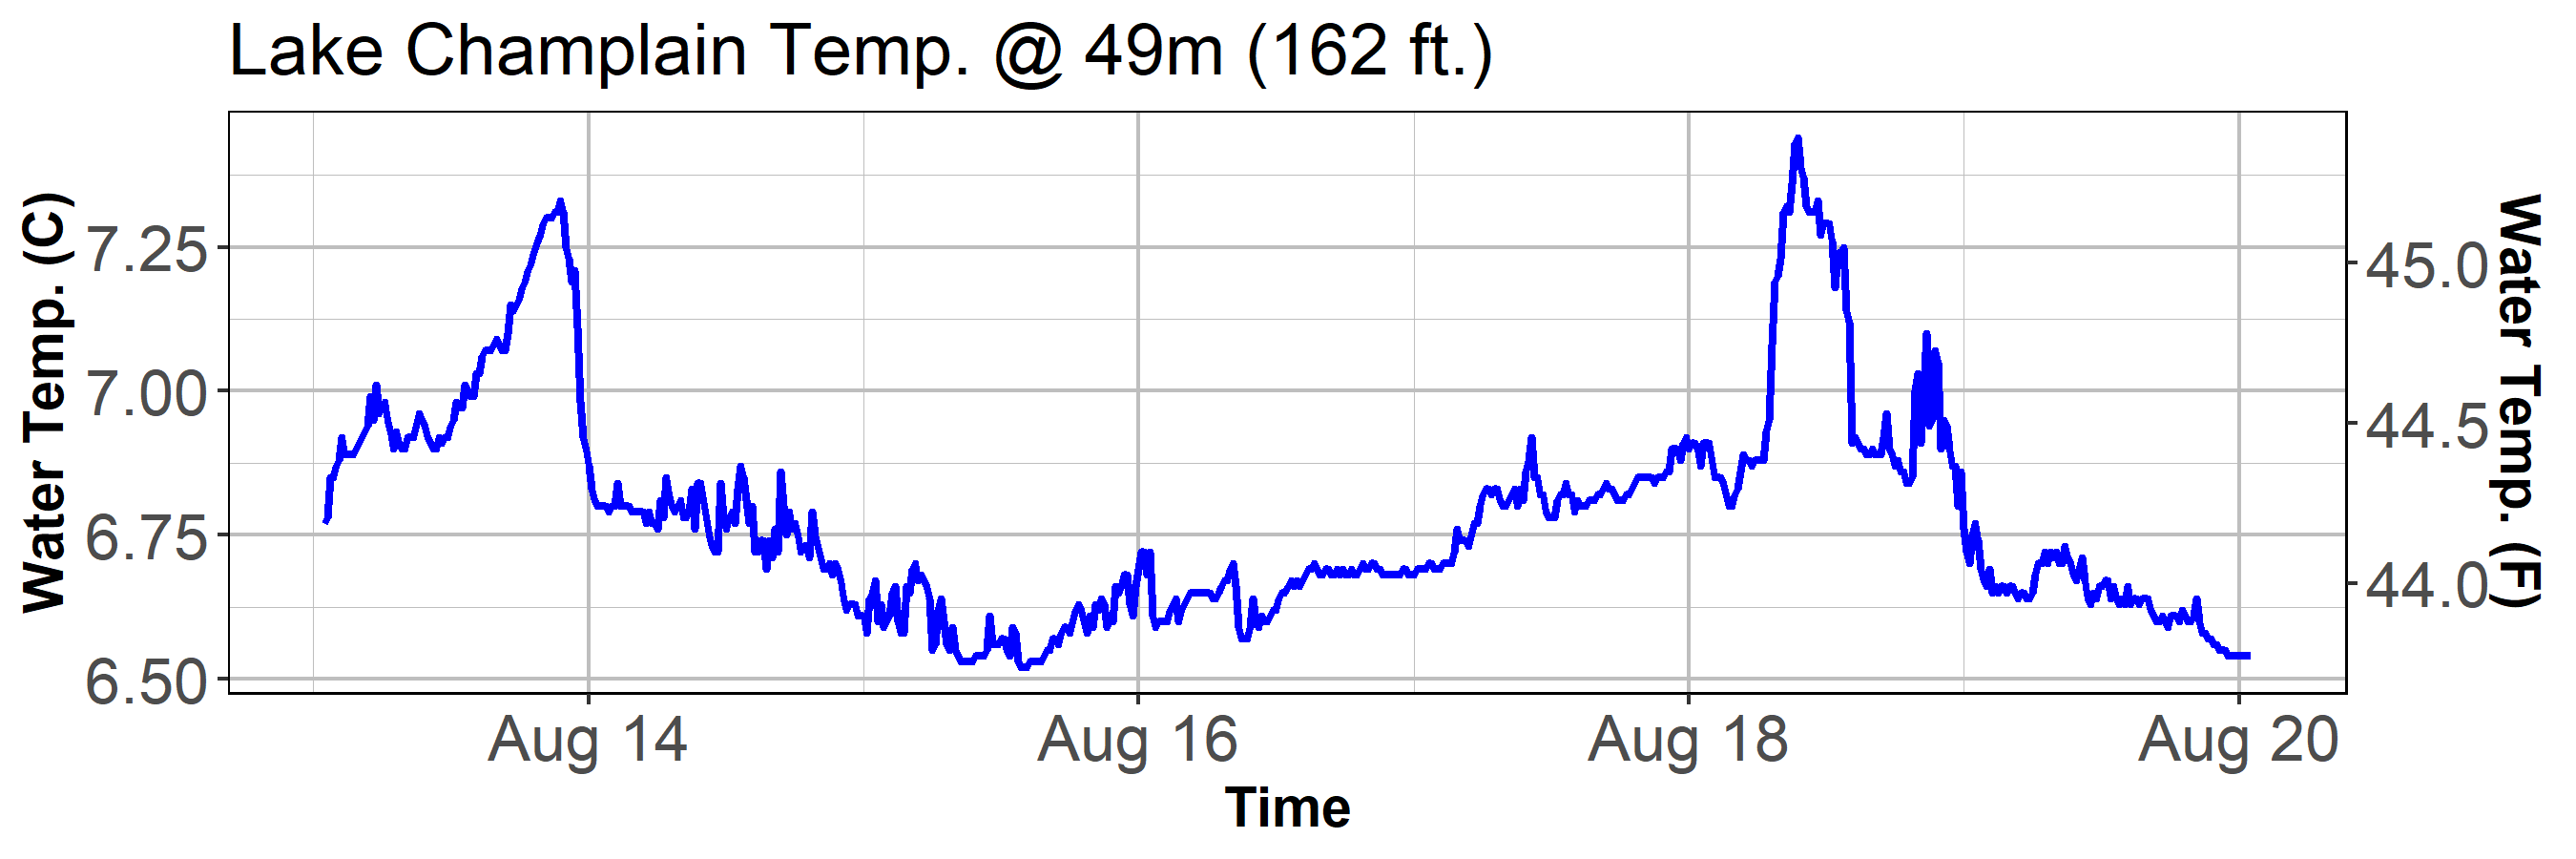 Lake Champlain Temp. @ 49m (162 ft.)
Water Temp. (C)
7.25
7.00
6.75
6.50
45.0
44.5
44.0
Water Temp. (F)
Aug 14
Aug 16
Aug 18
Aug 20
Time